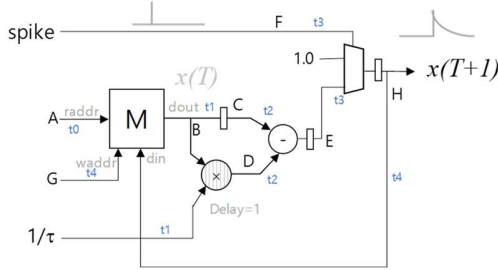 F t3
spike
1.0
x(T+1)
x(T)
H
t3
raddr
dout t1 C
A
t0
M
t2
B
-
E
waddr
din
D
G
t4
×
t2
t4
Delay=1
1/τ
t1